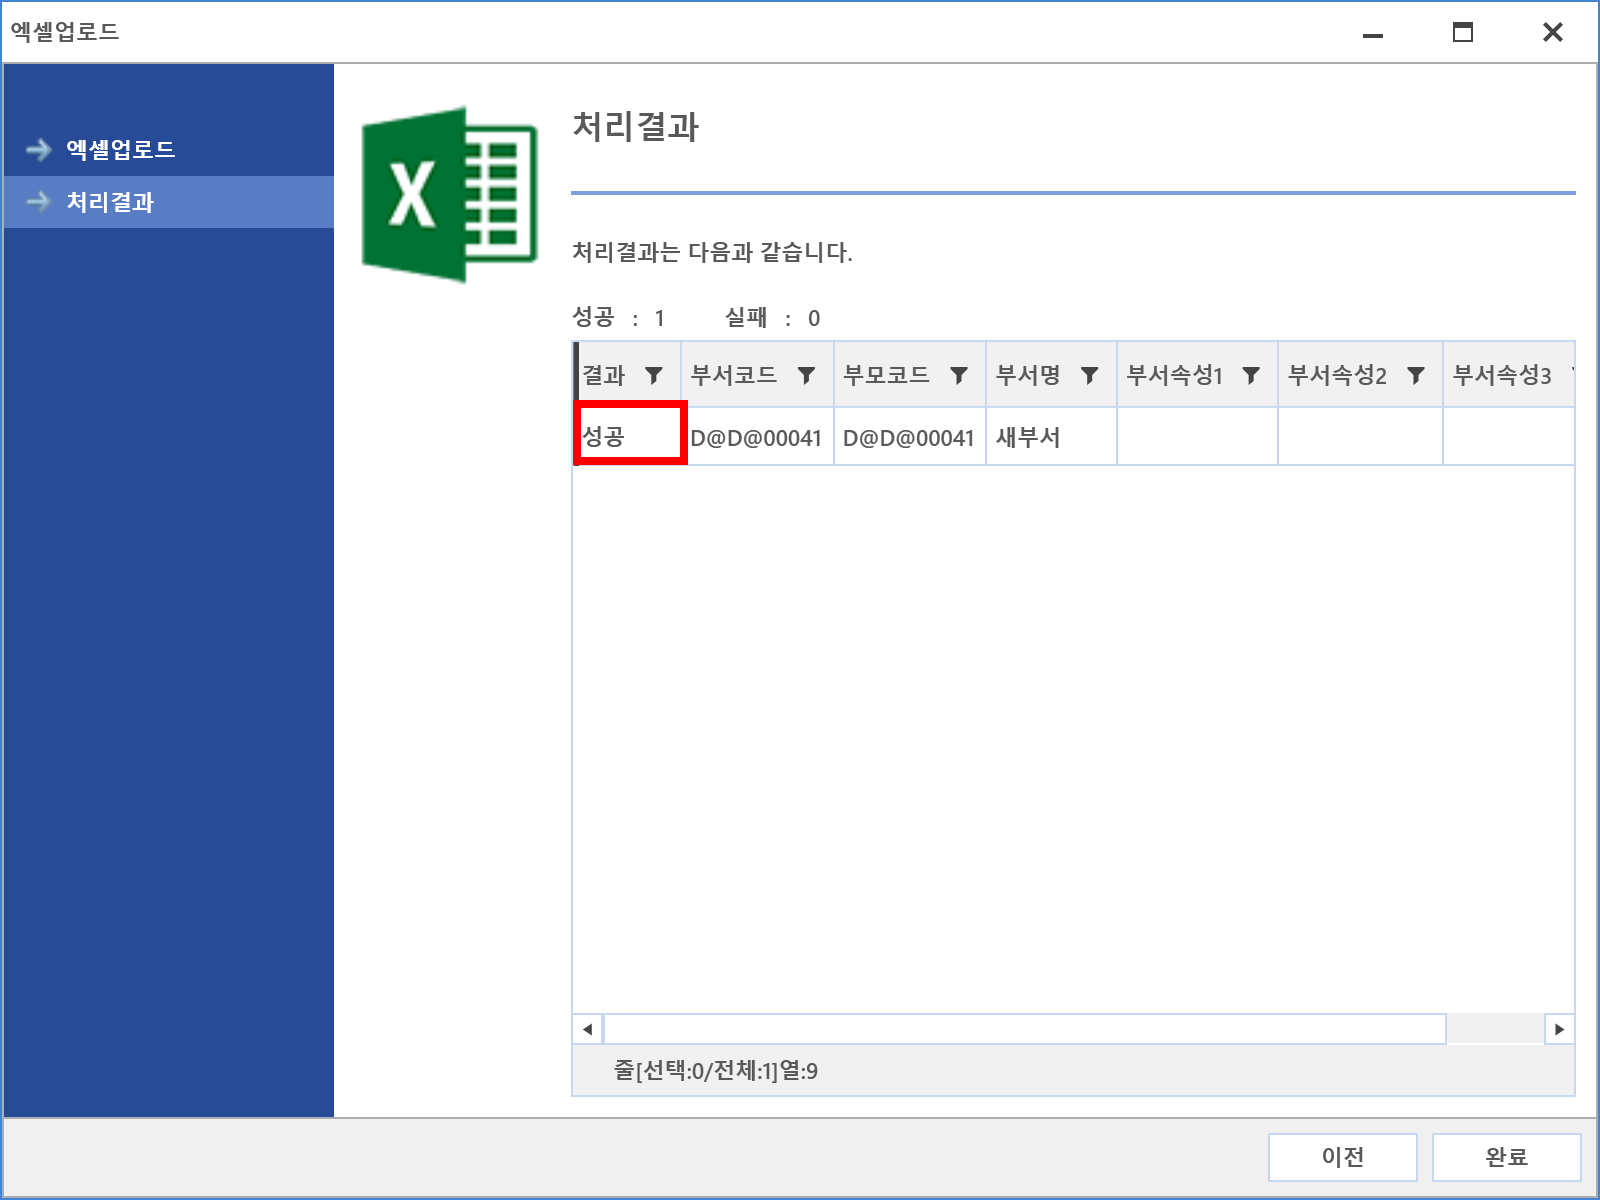 엑셀업로드
엑셀업로드
처리결과
X
처리결과
처리결과는 다음과 같습니다.
성공 : 1 실패 : 0
결과 부서코드 부모코드 부서명 부서속성1 부서속성2 부서속성3
성공 D@D@00041 D@D@00041 새부서
줄[선택:0/전체:1]열:9
이전 완료